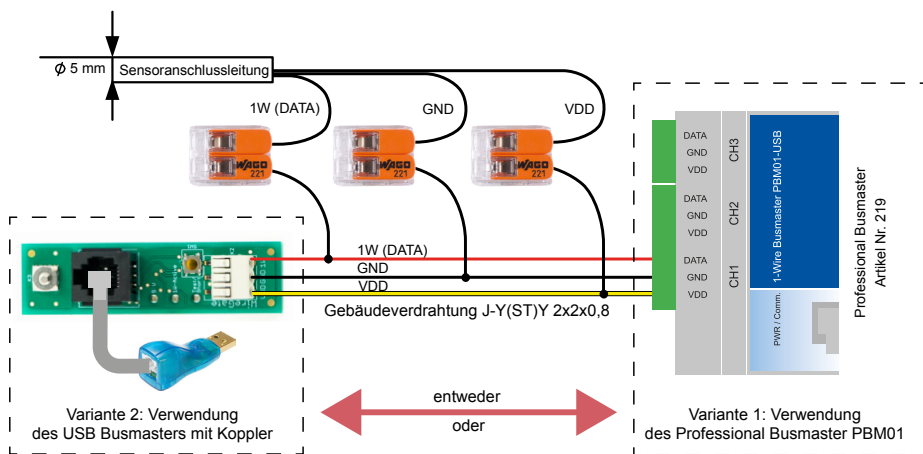 ϕ 5 mm
Sensoranschlussleitung
1W (DATA)
GND
VDD
WAGO
221
WAGO
221
WAGO
221
DATA
GND
VDD
CH3
DATA
GND
VDD
CH2
DATA
GND
VDD
CH1
1-Wire Busmaster PBM01-USB
PWR / Comm.
Professional Busmaster
Artikel Nr. 219
1W (DATA)
GND
VDD
Gebäudeverdrahtung J-Y(ST)Y 2x2x0,8
entweder
oder
Variante 2: Verwendung
des USB Busmasters mit Koppler
Variante 1: Verwendung
des Professional Busmaster PBM01